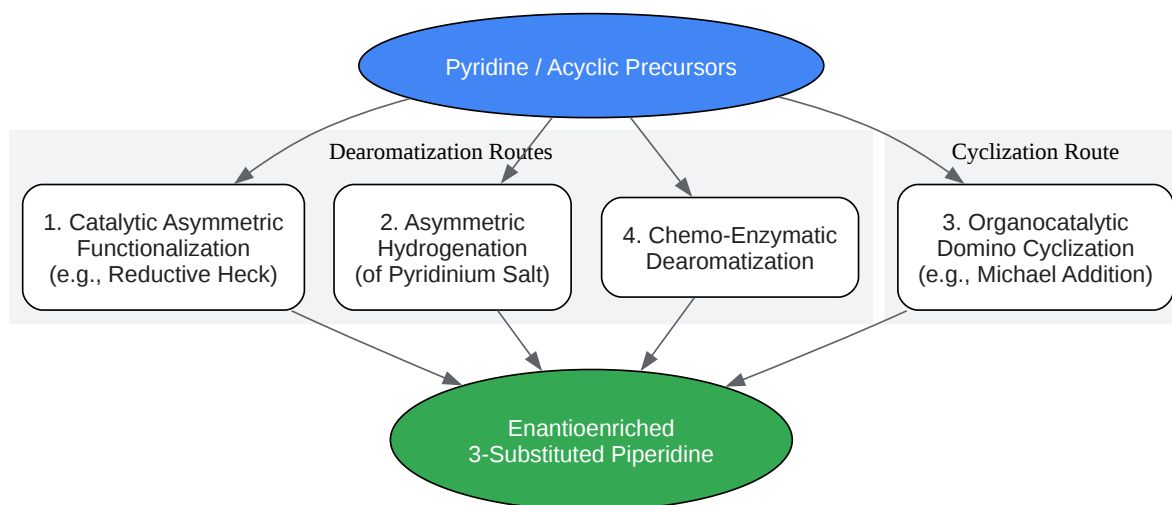 Pyridine / Acyclic Precursors
Dearomatization Routes
Cyclization Route
1. Catalytic Asymmetric
Functionalization
(e.g., Reductive Heck)
2. Asymmetric
Hydrogenation
(of Pyridinium Salt)
4. Chemo-Enzymatic
Dearomatization
3. Organocatalytic
Domino Cyclization
(e.g., Michael Addition)
Enantioenriched
3-Substituted Piperidine